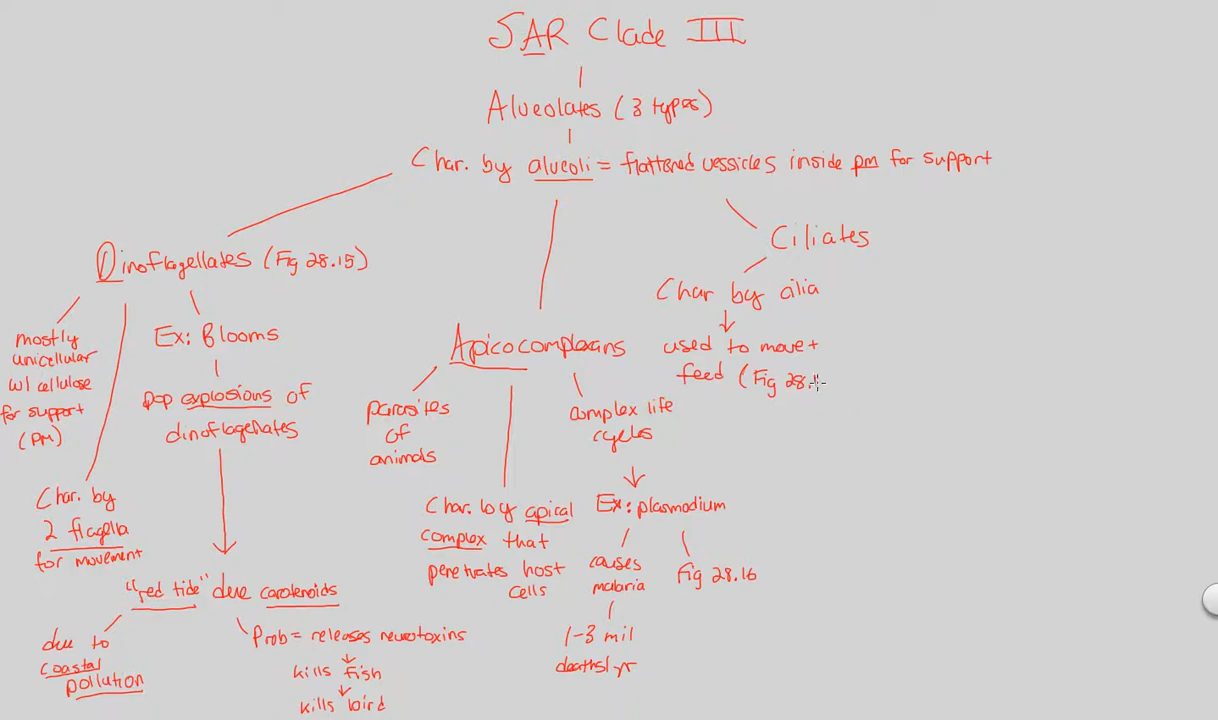 SAR Clade III
Alveolates (3 types)
Char. by alveoli = flattened vessicles inside pm for support
Dinoflagellates (Fig 28.15)
mostly
unicellular
w/ cellulose
for support
(PM)
Char. by
2 flagella
for movement
Ex: Blooms
pop explosions of
dinoflagellates
"red tide" due carotenoids
due to
coastal
pollution
Prob = releases neurotoxins
kills fish
kills bird
Apicocomplexans
parasites
of
animals
Char. by apical
complex that
penetrates host
cells
complex life
cycles
Ex: plasmodium
causes
malaria
1-3 mil
deaths/yr
Fig 28.16
Ciliates
Char by cilia
used to move +
feed (Fig 28.1